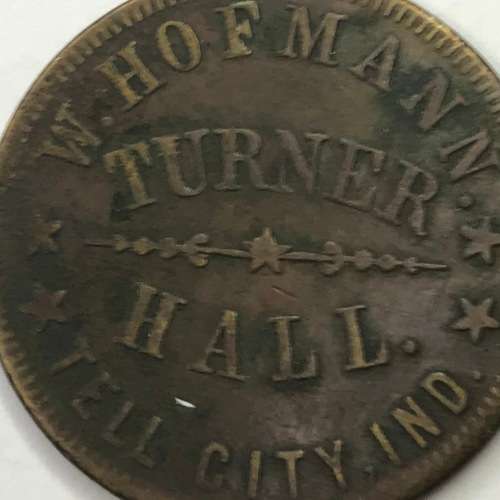 W. HOFMANN.
TURNER
HALL.
TELL CITY, IND.